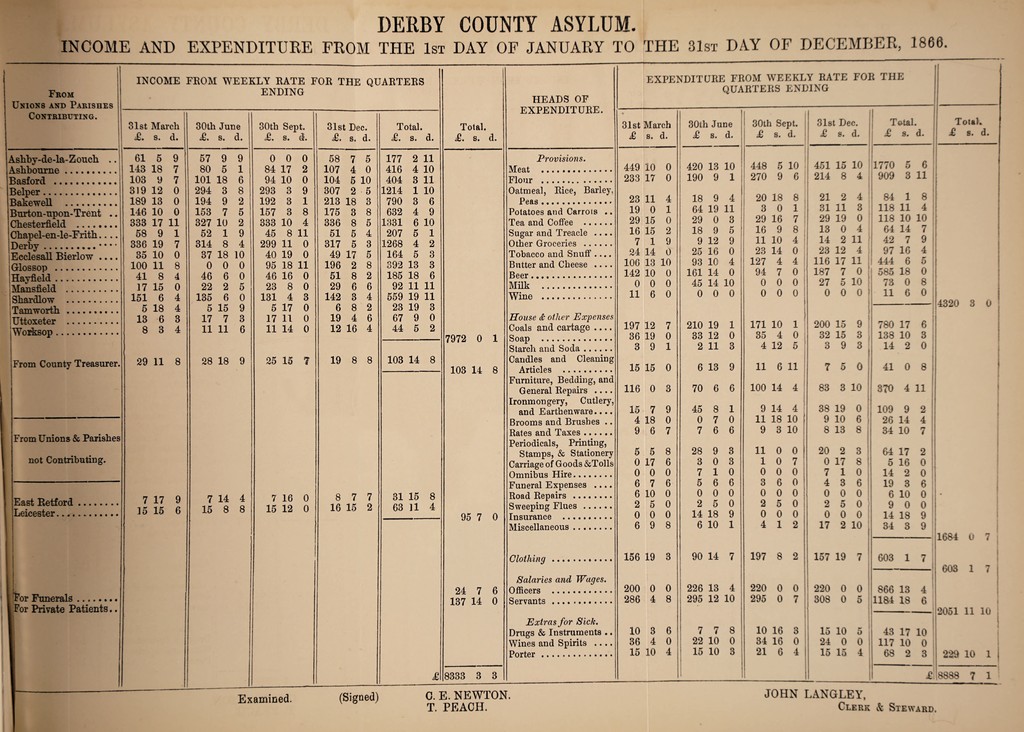 DERBY COUNTY ASYLUM.
INCOME AND EXPENDITURE FROM THE 1ST DAY OF JANUARY TO THE 31ST DAY OF DECEMBER, 1866.
FROM UNIONS AND PARISHES CONTRIBUTING.
INCOME FROM WEEKLY RATE FOR THE QUARTERS ENDING
31st March £. s. d. 30th June £. s. d. 30th Sept. £. s. d. 31st Dec. £. s. d. Total. £. s. d. Total. £. s. d.
Ashby-de-la-Zouch .. 61 5 9 57 9 9 0 0 0 58 7 5 177 2 11
Ashbourne .......... 143 18 7 80 5 1 84 17 2 107 4 0 416 4 10
Basford ............ 103 9 7 101 18 6 94 10 0 104 5 10 404 3 11
Belper .............. 319 12 0 294 3 8 293 3 9 307 2 5 1214 1 10
Bakewell ........... 189 13 0 194 9 2 192 3 1 213 18 3 790 3 6
Burton-upon-Trent .. 146 10 0 153 7 5 157 3 8 175 3 8 632 4 9
Chesterfield ........ 333 17 11 327 10 2 333 10 4 336 8 5 1331 6 10
Chapel-en-le-Frith.... 58 9 1 52 1 9 45 8 11 51 5 4 207 5 1
Derby .............. 336 19 7 314 8 4 299 11 0 317 5 3 1268 4 2
Ecclesall Bierlow .... 35 10 0 37 18 10 40 19 0 49 17 5 164 5 3
Glossop ............ 100 11 8 0 0 0 95 18 11 196 2 8 392 13 3
Hayfield ............ 41 8 4 46 6 0 46 16 0 51 8 2 185 18 6
Mansfield .......... 17 15 0 22 2 5 23 8 0 29 6 6 92 11 11
Shardlow ........... 151 6 4 135 6 0 131 4 3 142 3 4 559 19 11
Tamworth .......... 5 18 4 5 15 9 5 17 0 6 8 2 23 19 3
Uttoxeter .......... 13 6 3 17 7 3 17 11 0 19 4 6 67 9 0
Worksop ............ 8 3 4 11 11 6 11 14 0 12 16 4 44 5 2
7972 0 1
From County Treasurer. 29 11 8 28 18 9 25 15 7 19 8 8 103 14 8
103 14 8
From Unions & Parishes
not Contributing.
East Retford ........ 7 17 9 7 14 4 7 16 0 8 7 7 31 15 8
Leicester ............ 15 15 6 15 8 8 15 12 0 16 15 2 63 11 4
95 7 0
For Funerals ........ 24 7 6
For Private Patients.. 137 14 0
£ 8333 3 3
HEADS OF EXPENDITURE.
EXPENDITURE FROM WEEKLY RATE FOR THE QUARTERS ENDING
31st March £ s. d. 30th June £ s. d. 30th Sept. £ s. d. 31st Dec. £ s. d. Total. £ s. d. Total. £ s. d.
Provisions.
Meat .............. 449 10 0 420 13 10 448 5 10 451 15 10 1770 5 6
Flour .............. 233 17 0 190 9 1 270 9 6 214 8 4 909 3 11
Oatmeal, Rice, Barley,
Peas .............. 23 11 4 18 9 4 20 18 8 21 2 4 84 1 8
Potatoes and Carrots .. 19 0 1 64 19 11 3 0 1 31 11 3 118 11 4
Tea and Coffee ...... 29 15 0 29 0 3 29 16 7 29 19 0 118 10 10
Sugar and Treacle .... 16 15 2 18 9 5 16 9 8 13 0 4 64 14 7
Other Groceries ...... 7 1 9 9 12 9 11 10 4 14 2 11 42 7 9
Tobacco and Snuff .... 24 14 0 25 16 0 23 14 0 23 12 4 97 16 4
Butter and Cheese .... 106 13 10 93 10 4 127 4 4 116 17 11 444 6 5
Beer ............... 142 10 0 161 14 0 94 7 0 187 7 0 585 18 0
Milk .............. 0 0 0 45 14 10 0 0 0 27 5 10 73 0 8
Wine .............. 11 6 0 0 0 0 0 0 0 0 0 0 11 6 0
4320 3 0
House & other Expenses
Coals and cartage .... 197 12 7 210 19 1 171 10 1 200 15 9 780 17 6
Soap .............. 36 19 0 33 12 0 35 4 0 32 15 3 138 10 3
Starch and Soda ...... 3 9 1 2 11 3 4 12 5 3 9 3 14 2 0
Candles and Cleaning
Articles .......... 15 15 0 6 13 9 11 6 11 7 5 0 41 0 8
Furniture, Bedding, and
General Repairs .... 116 0 3 70 6 6 100 14 4 83 3 10 370 4 11
Ironmongery, Cutlery,
and Earthenware.... 15 7 9 45 8 1 9 14 4 38 19 0 109 9 2
Brooms and Brushes .. 4 18 0 0 7 0 11 18 10 9 10 6 26 14 4
Rates and Taxes ...... 9 6 7 7 6 6 9 3 10 8 13 8 34 10 7
Periodicals, Printing,
Stamps, & Stationery 5 5 8 28 9 3 11 0 0 20 2 3 64 17 2
Carriage of Goods & Tolls 0 17 6 3 0 3 1 0 7 0 17 8 5 16 0
Omnibus Hire ........ 0 0 0 7 1 0 0 0 0 7 1 0 14 2 0
Funeral Expenses .... 6 7 6 5 6 6 3 6 0 4 3 6 19 3 6
Road Repairs ........ 6 10 0 0 0 0 0 0 0 0 0 0 6 10 0
Sweeping Flues ...... 2 5 0 2 5 0 2 5 0 2 5 0 9 0 0
Insurance .......... 0 0 0 14 18 9 0 0 0 0 0 0 14 18 9
Miscellaneous ........ 6 9 8 6 10 1 4 1 2 17 2 10 34 3 9
1684 0 7
Clothing ............ 156 19 3 90 14 7 197 8 2 157 19 7 603 1 7
603 1 7
Salaries and Wages.
Officers ............ 200 0 0 226 13 4 220 0 0 220 0 0 866 13 4
Servants ............ 286 4 8 295 12 10 295 0 7 308 0 5 1184 18 6
2051 11 10
Extras for Sick.
Drugs & Instruments .. 10 3 6 7 7 8 10 16 3 15 10 5 43 17 10
Wines and Spirits .... 36 4 0 22 10 0 34 16 0 24 0 0 117 10 0
Porter .............. 15 10 4 15 10 3 21 6 4 15 15 4 68 2 3
229 10 1
£ 8888 7 1
Examined. (Signed) C. E. NEWTON.
T. PEACH.
JOHN LANGLEY,
CLERK & STEWARD.